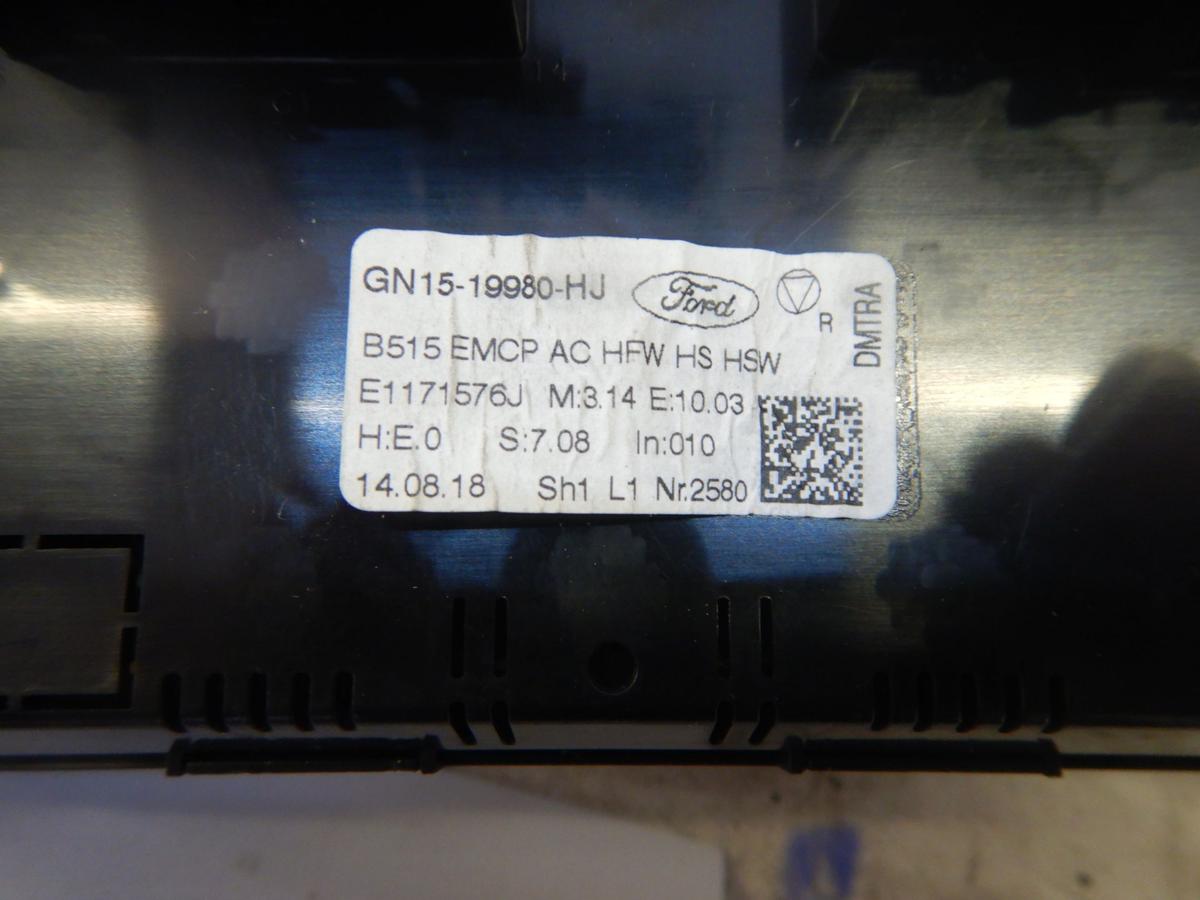 GN15-19980-HJ Ford R
DMTRA
B515 EMCP AC HFW HS HSW
E1171576J M:3.14 E:10.03
H:E.0 S:7.08 In:010
14.08.18 Sh1 L1 Nr.2580